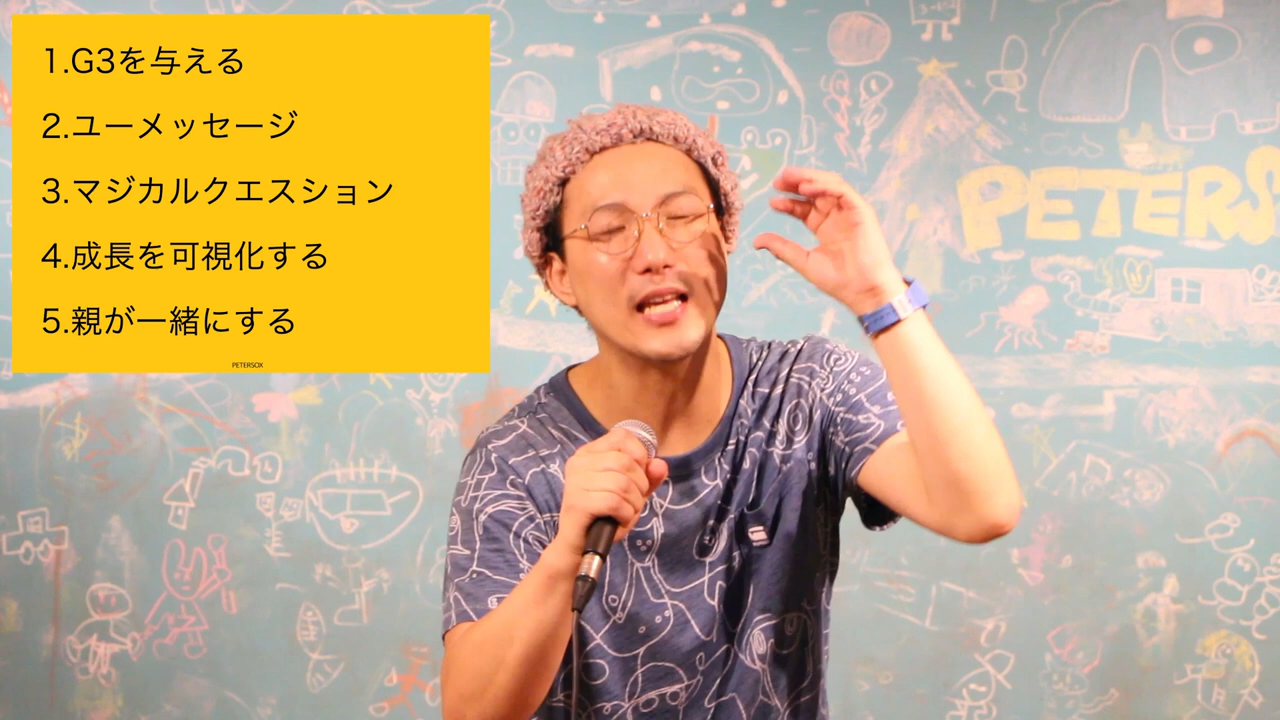 1.G3を与える
2.ユーメッセージ
3.マジカルクエスション
4.成長を可視化する
5.親が一緒にする
PETERSOX
PETERS